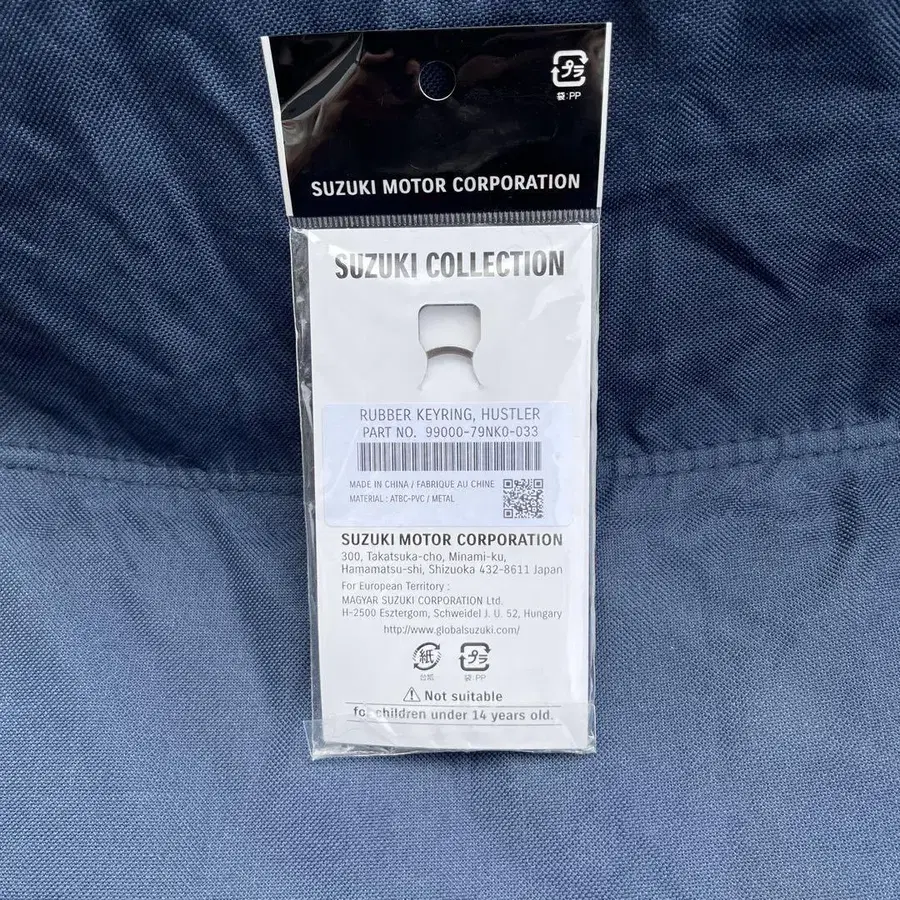 プラ
袋:PP
SUZUKI MOTOR CORPORATION
SUZUKI COLLECTION
RUBBER KEYRING, HUSTLER
PART NO. 99000-79NK0-033
MADE IN CHINA / FABRIQUE AU CHINE
MATERIAL : ATBC-PVC / METAL
SUZUKI MOTOR CORPORATION
300, Takatsuka-cho, Minami-ku,
Hamamatsu-shi, Shizuoka 432-8611 Japan
For European Territory :
MAGYAR SUZUKI CORPORATION Ltd.
H-2500 Esztergom, Schweidel J. U. 52, Hungary
http://www.globalsuzuki.com/
紙 プラ
台紙 袋:PP
Not suitable
for children under 14 years old.